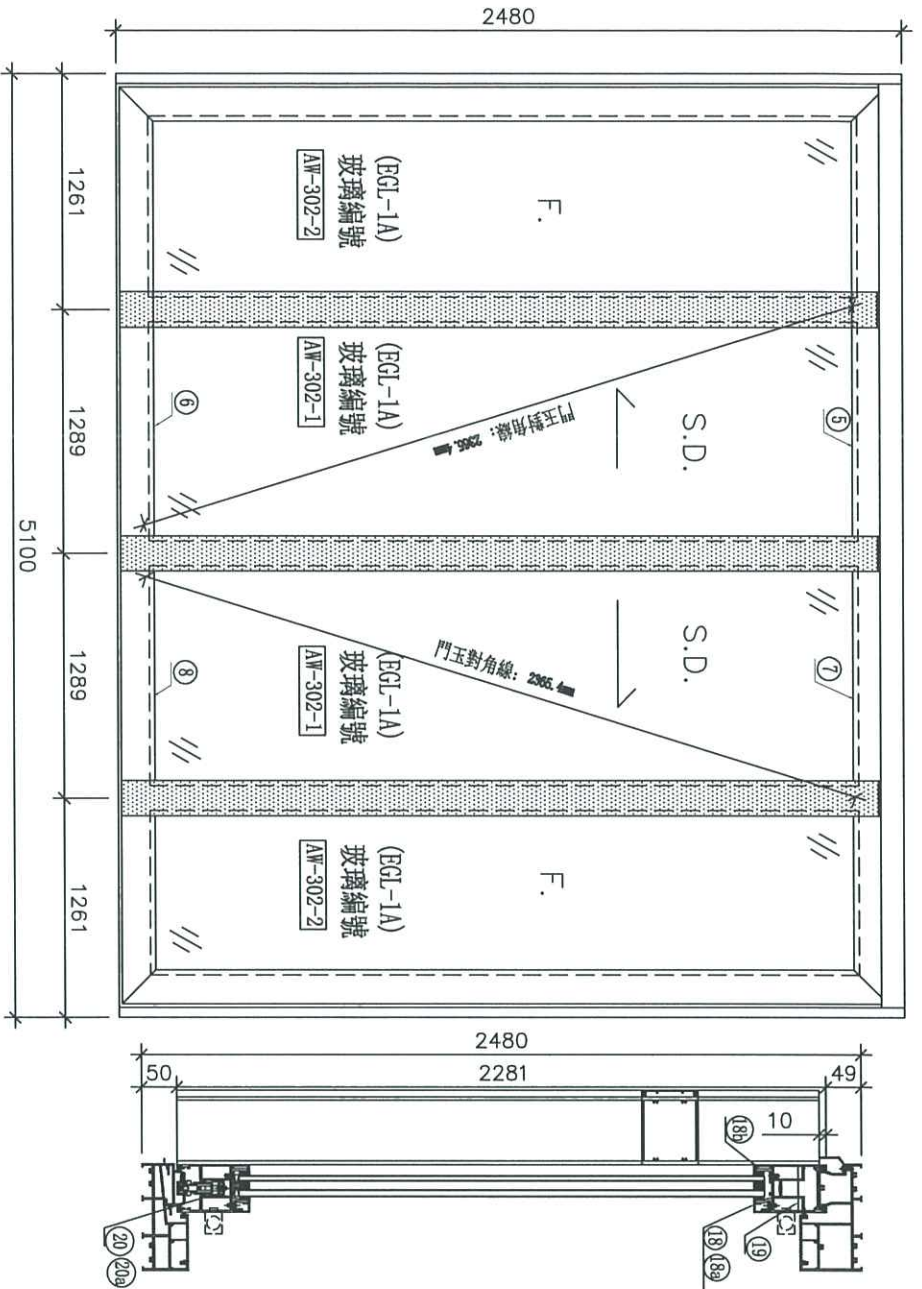 2480
F.
(EGL-1A)
玻璃編號
AW-302-2
S.D.
(EGL-1A)
玻璃編號
AW-302-1
門玉對角線：2365.4mm
5
6
S.D.
(EGL-1A)
玻璃編號
AW-302-1
門玉對角線：2365.4mm
7
8
F.
(EGL-1A)
玻璃編號
AW-302-2
1261
1289
1289
1261
5100
2480
50
2281
49
10
18b
19
18
18a
20
20a